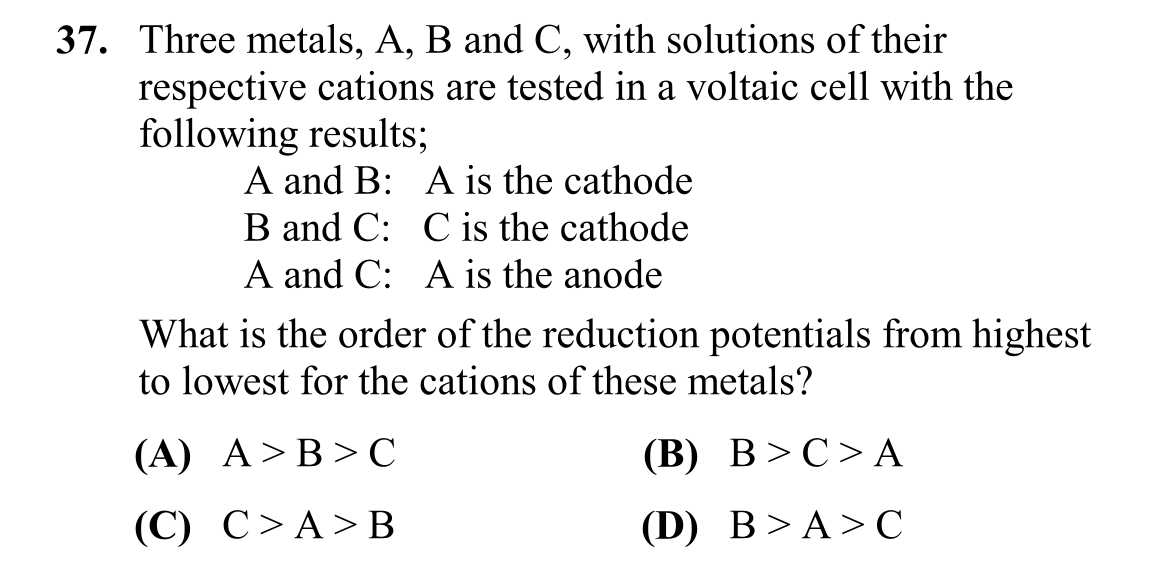 37. Three metals, A, B and C, with solutions of their
respective cations are tested in a voltaic cell with the
following results;
A and B: A is the cathode
B and C: C is the cathode
A and C: A is the anode
What is the order of the reduction potentials from highest
to lowest for the cations of these metals?
(A) A > B > C (B) B > C > A
(C) C > A > B (D) B > A > C